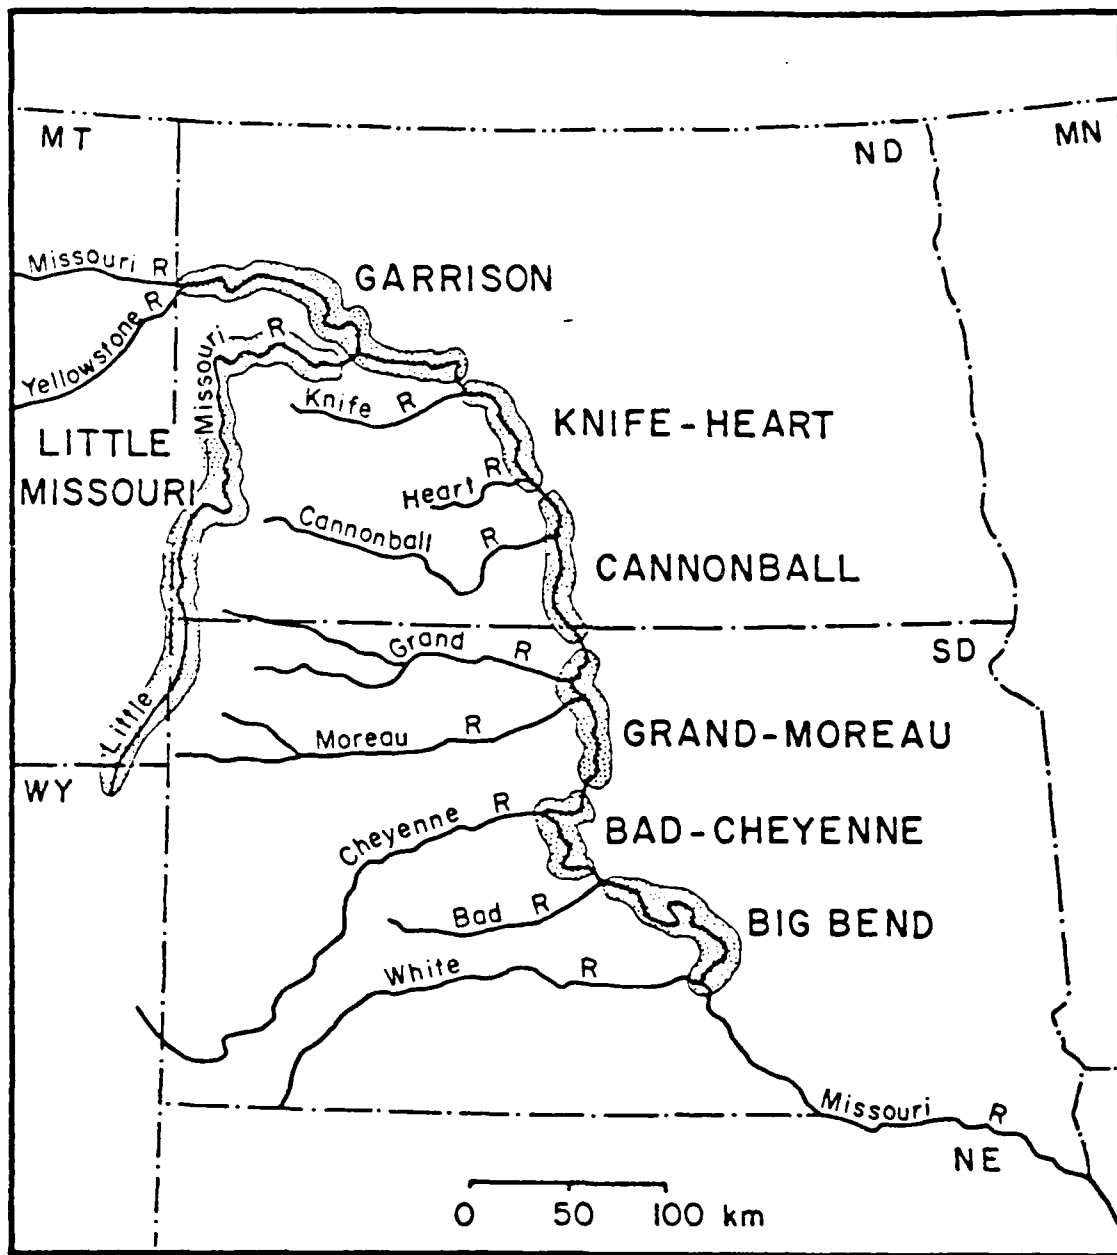 MT
ND
MN
Missouri R
GARRISON
Yellowstone R
Little Missouri R
Knife R
KNIFE-HEART
LITTLE
MISSOURI
Heart R
Cannonball R
CANNONBALL
Grand R
SD
Moreau R
GRAND-MOREAU
WY
Cheyenne R
BAD-CHEYENNE
Bad R
BIG BEND
White R
Missouri R
NE
0 50 100 km